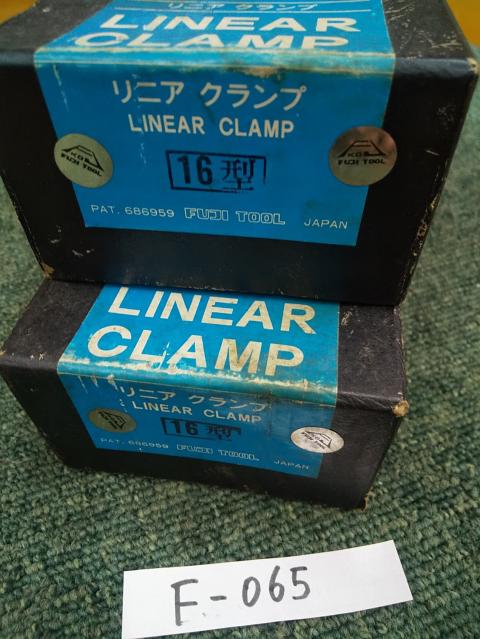 リニア クランプ
LINEAR
CLAMP
リニア クランプ
LINEAR CLAMP
16型
FUJI TOOL
FUJI TOOL
PAT. 686959 FUJI TOOL JAPAN
LINEAR
CLAMP
リニア クランプ
LINEAR CLAMP
16型
PAT. 686959 FUJI TOOL JAPAN
F-065